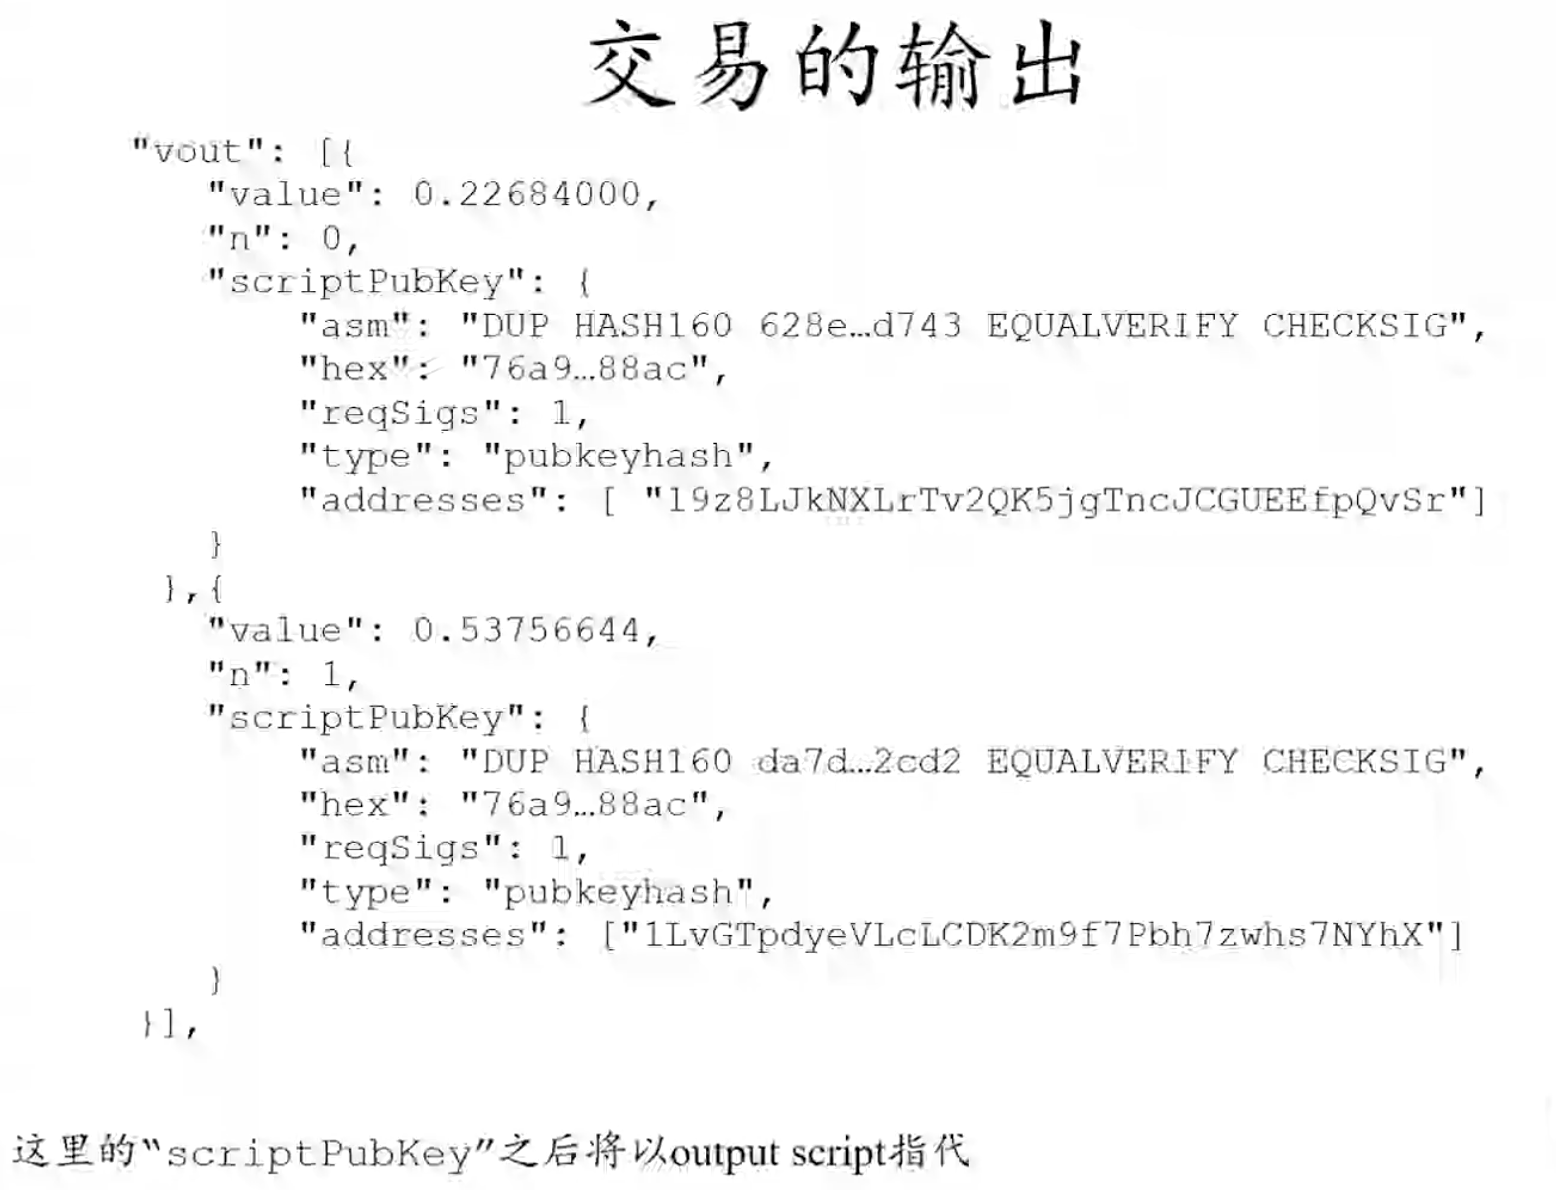 交易的输出
"vout": [{
"value": 0.22684000,
"n": 0,
"scriptPubKey": {
"asm": "DUP HASH160 628e…d743 EQUALVERIFY CHECKSIG",
"hex": "76a9…88ac",
"reqSigs": 1,
"type": "pubkeyhash",
"addresses": [ "19z8LJkNXLrTv2QK5jgTncJCGUEEfpQvSr"]
}
},{
"value": 0.53756644,
"n": 1,
"scriptPubKey": {
"asm": "DUP HASH160 da7d…2cd2 EQUALVERIFY CHECKSIG",
"hex": "76a9…88ac",
"reqSigs": 1,
"type": "pubkeyhash",
"addresses": ["1LvGTpdyeVLcLCDK2m9f7Pbh7zwhs7NYhX"]
}
}],
这里的“scriptPubKey”之后将以output script指代